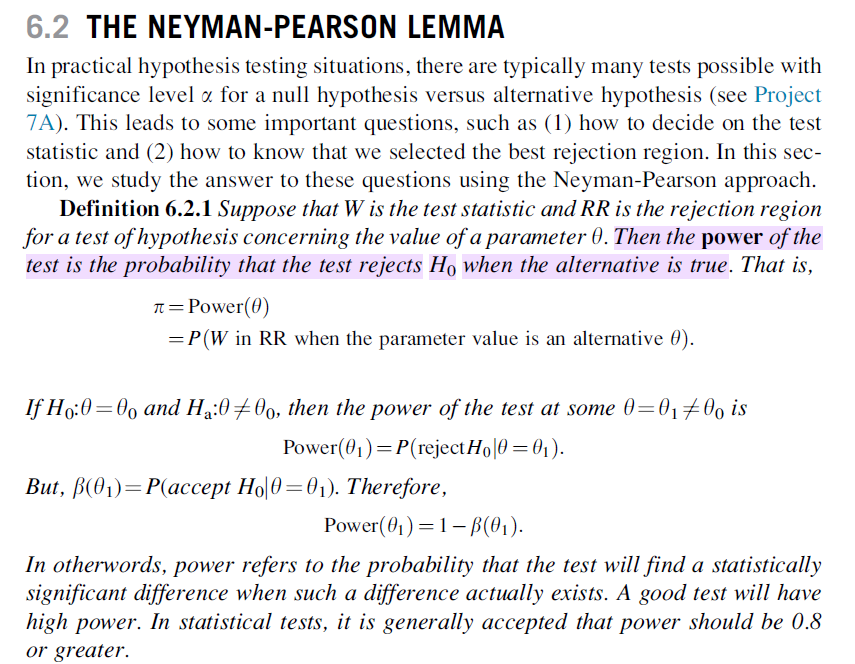 6.2 THE NEYMAN-PEARSON LEMMA
In practical hypothesis testing situations, there are typically many tests possible with
significance level α for a null hypothesis versus alternative hypothesis (see Project
7A). This leads to some important questions, such as (1) how to decide on the test
statistic and (2) how to know that we selected the best rejection region. In this sec-
tion, we study the answer to these questions using the Neyman-Pearson approach.
Definition 6.2.1 Suppose that W is the test statistic and RR is the rejection region
for a test of hypothesis concerning the value of a parameter θ. Then the power of the
test is the probability that the test rejects H₀ when the alternative is true. That is,
π = Power(θ)
= P(W in RR when the parameter value is an alternative θ).
If H₀:θ = θ₀ and Hₐ:θ ≠ θ₀, then the power of the test at some θ = θ₁ ≠ θ₀ is
Power(θ₁) = P(reject H₀|θ = θ₁).
But, β(θ₁) = P(accept H₀|θ = θ₁). Therefore,
Power(θ₁) = 1 − β(θ₁).
In otherwords, power refers to the probability that the test will find a statistically
significant difference when such a difference actually exists. A good test will have
high power. In statistical tests, it is generally accepted that power should be 0.8
or greater.